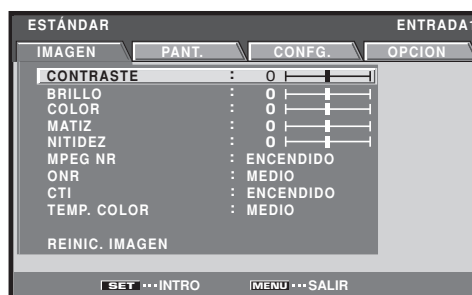 ESTÁNDAR ENTRADA1
IMAGEN PANT. CONFG. OPCION
CONTRASTE : 0
BRILLO : 0
COLOR : 0
MATIZ : 0
NITIDEZ : 0
MPEG NR : ENCENDIDO
ONR : MEDIO
CTI : ENCENDIDO
TEMP. COLOR : MEDIO
REINIC. IMAGEN
SET ··· INTRO MENU ··· SALIR